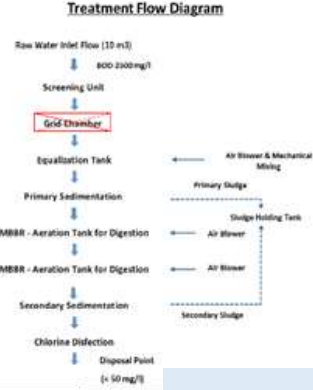 Treatment Flow Diagram
Raw Water Inlet Flow (10 m3)
BOD-2500 mg/l
Screening Unit
Grid Chamber
Equalization Tank
Air Blower & Mechanical
Mixing
Primary Sludge
Primary Sedimentation
Sludge Holding Tank
MBBR - Aeration Tank for Digestion
Air Blower
MBBR - Aeration Tank for Digestion
Air Blower
Secondary Sedimentation
Secondary Sludge
Chlorine Disfection
Disposal Point
(< 50 mg/l)